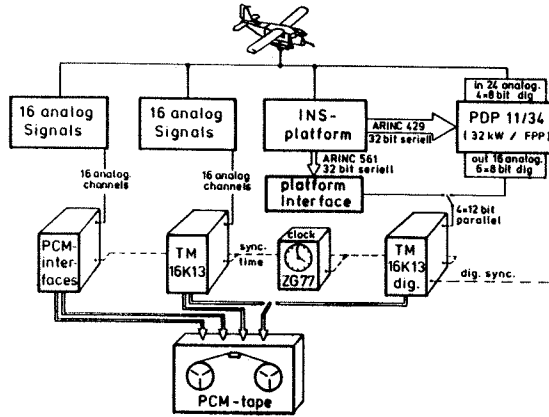 in 24 analog.
4×8 bit dig
16 analog
Signals
16 analog
Signals
INS-
platform
ARINC 429
32 bit seriell
PDP 11/34
(32 kW / FPP)
out 16 analog.
6×8 bit dig
ARINC 561
32 bit seriell
16 analog
channels
16 analog.
channels
platform
Interface
4×12 bit
parallel
PCM-
inter-
faces
TM
16K13
sync.
time
clock
ZG77
TM
16K13
dig.
dig. sync.
PCM-tape